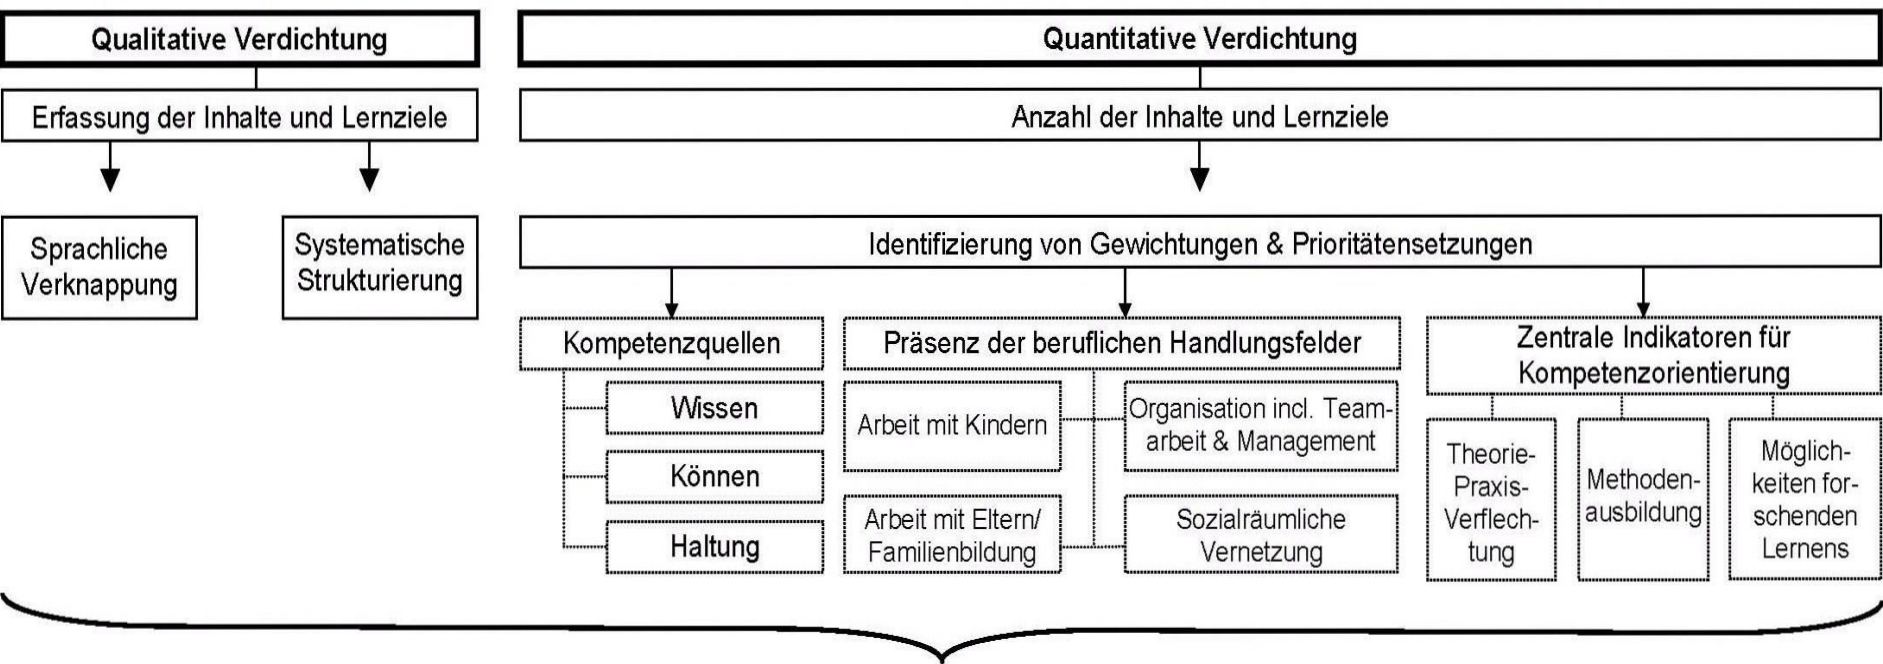 Qualitative Verdichtung
Erfassung der Inhalte und Lernziele
Sprachliche
Verknappung
Systematische
Strukturierung
Quantitative Verdichtung
Anzahl der Inhalte und Lernziele
Identifizierung von Gewichtungen & Prioritätensetzungen
Kompetenzquellen
Wissen
Können
Haltung
Präsenz der beruflichen Handlungsfelder
Arbeit mit Kindern
Organisation incl. Team-
arbeit & Management
Arbeit mit Eltern/
Familienbildung
Sozialräumliche
Vernetzung
Zentrale Indikatoren für
Kompetenzorientierung
Theorie-
Praxis-
Verflech-
tung
Methoden-
ausbildung
Möglich-
keiten for-
schenden
Lernens